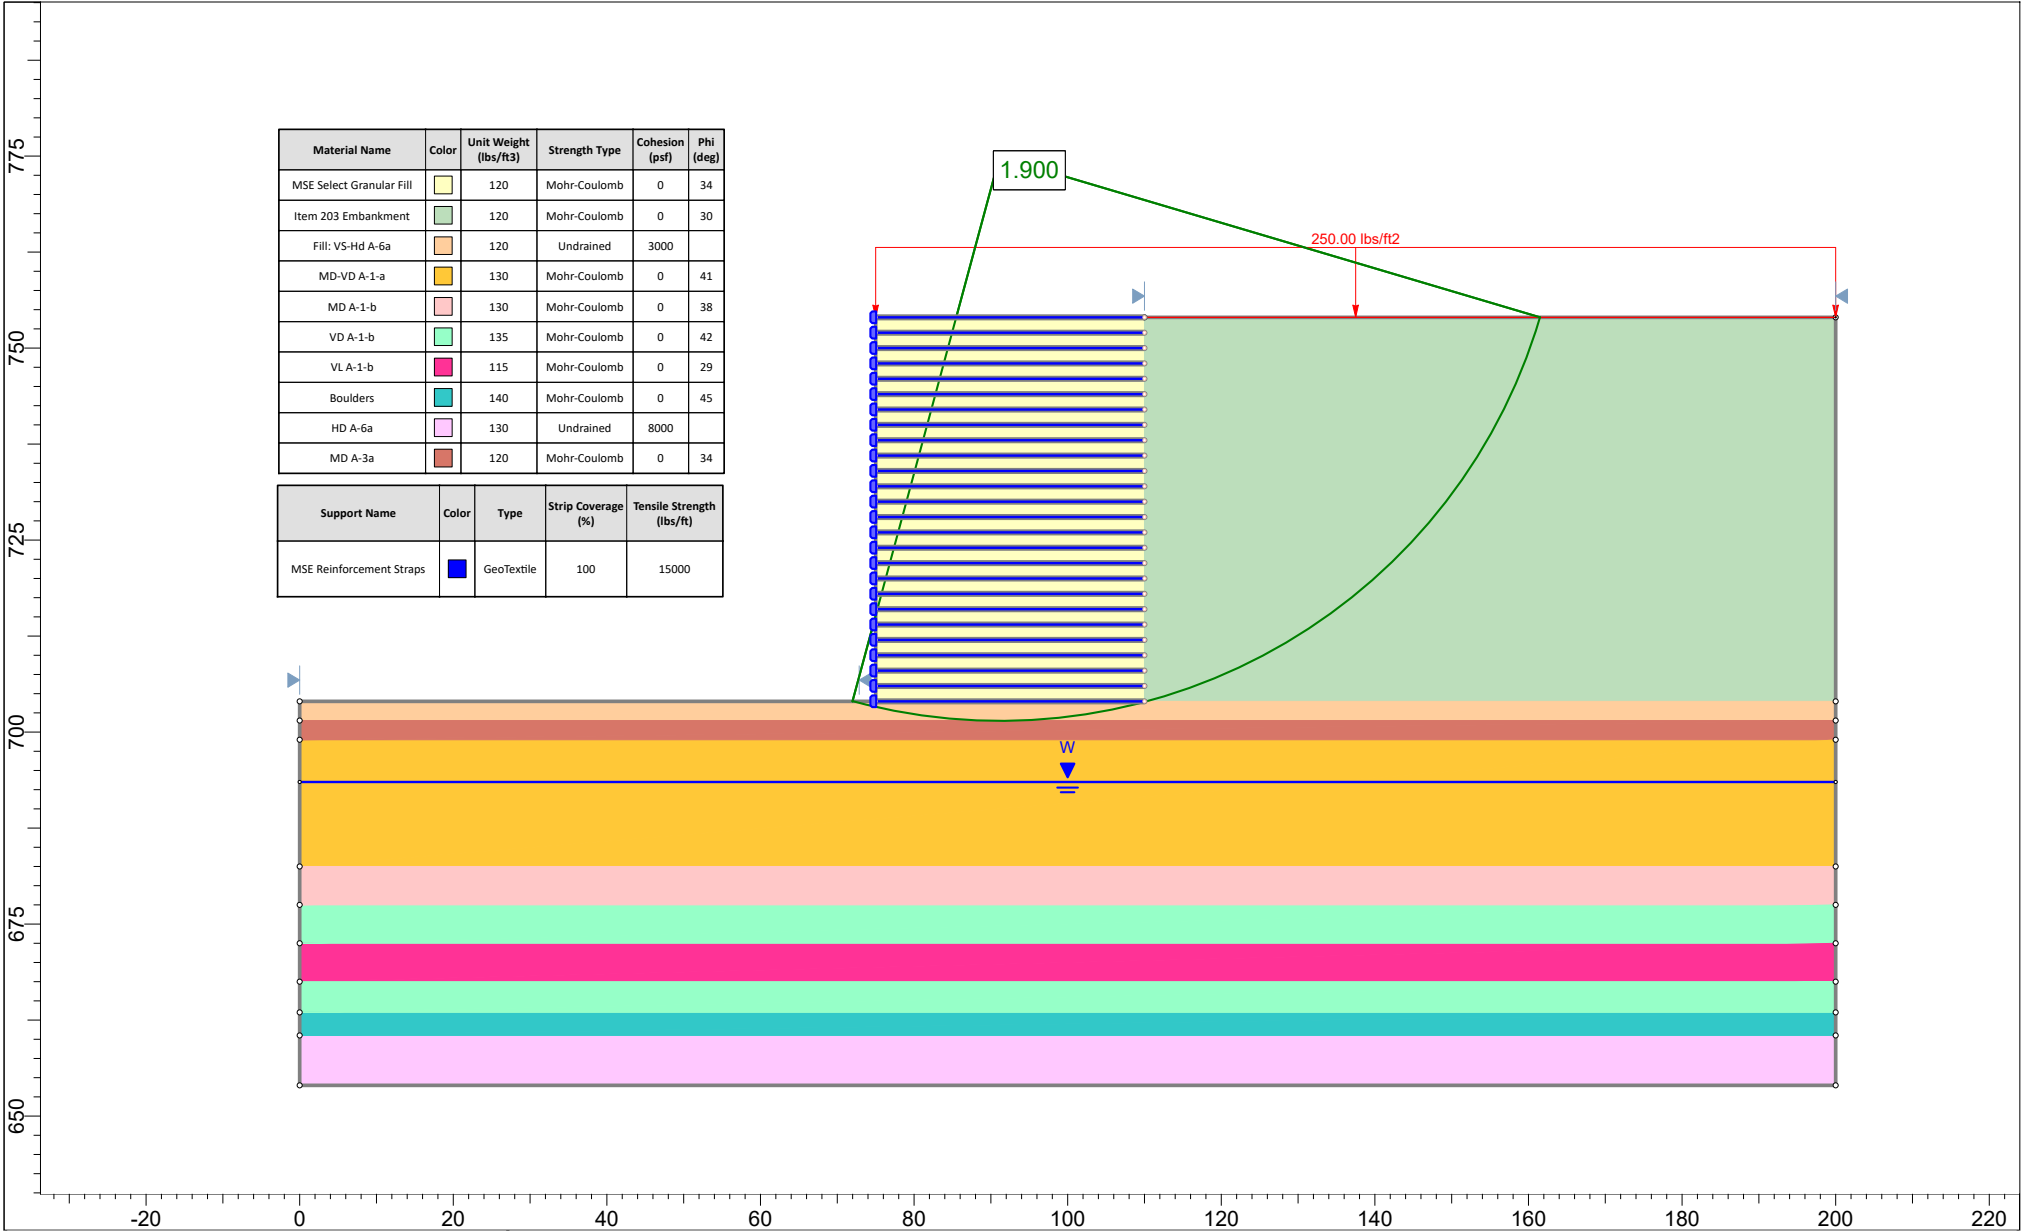 Material Name Color Unit Weight (lbs/ft3) Strength Type Cohesion (psf) Phi (deg)
MSE Select Granular Fill 120 Mohr-Coulomb 0 34
Item 203 Embankment 120 Mohr-Coulomb 0 30
Fill: VS-Hd A-6a 120 Undrained 3000
MD-VD A-1-a 130 Mohr-Coulomb 0 41
MD A-1-b 130 Mohr-Coulomb 0 38
VD A-1-b 135 Mohr-Coulomb 0 42
VL A-1-b 115 Mohr-Coulomb 0 29
Boulders 140 Mohr-Coulomb 0 45
HD A-6a 130 Undrained 8000
MD A-3a 120 Mohr-Coulomb 0 34
Support Name Color Type Strip Coverage (%) Tensile Strength (lbs/ft)
MSE Reinforcement Straps GeoTextile 100 15000
1.900
250.00 lbs/ft2
W
775
750
725
700
675
650
-20 0 20 40 60 80 100 120 140 160 180 200 220